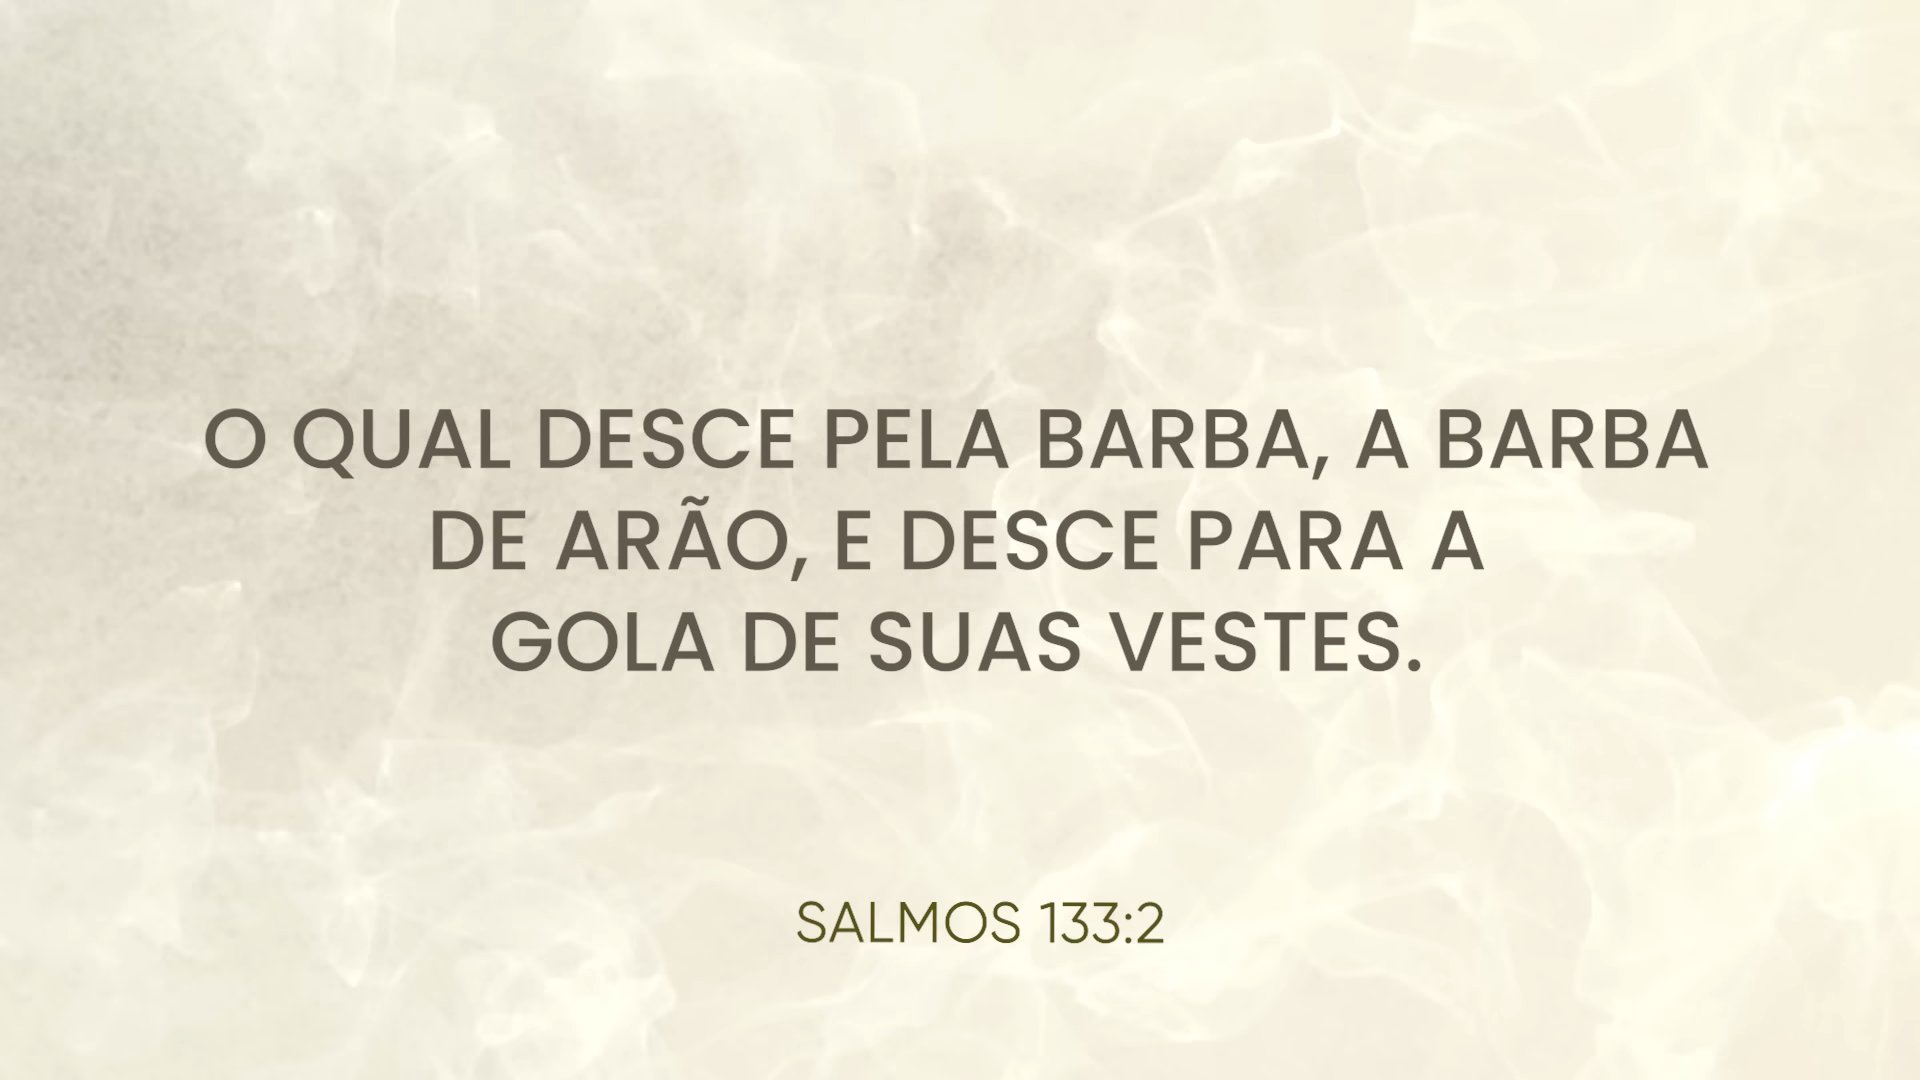 O QUAL DESCE PELA BARBA, A BARBA
DE ARÃO, E DESCE PARA A
GOLA DE SUAS VESTES.
SALMOS 133:2